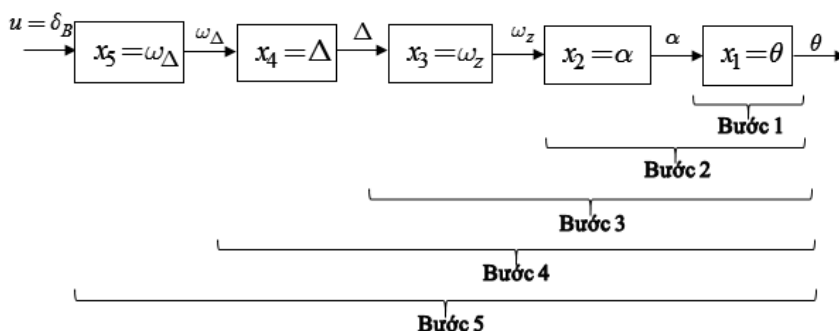 u = δ_B
x₅ = ω_Δ
ω_Δ
x₄ = Δ
Δ
x₃ = ω_z
ω_z
x₂ = α
α
x₁ = θ
θ
Bước 1
Bước 2
Bước 3
Bước 4
Bước 5